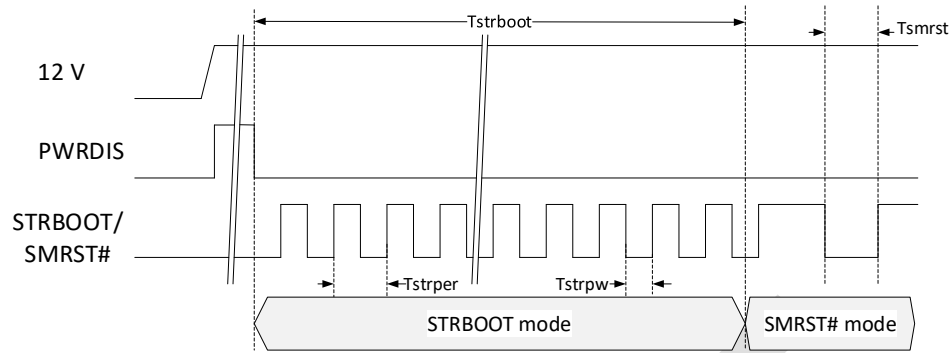 Tstrboot
Tsmrst
12 V
PWRDIS
STRBOOT/
SMRST#
Tstrper
Tstrpw
STRBOOT mode
SMRST# mode